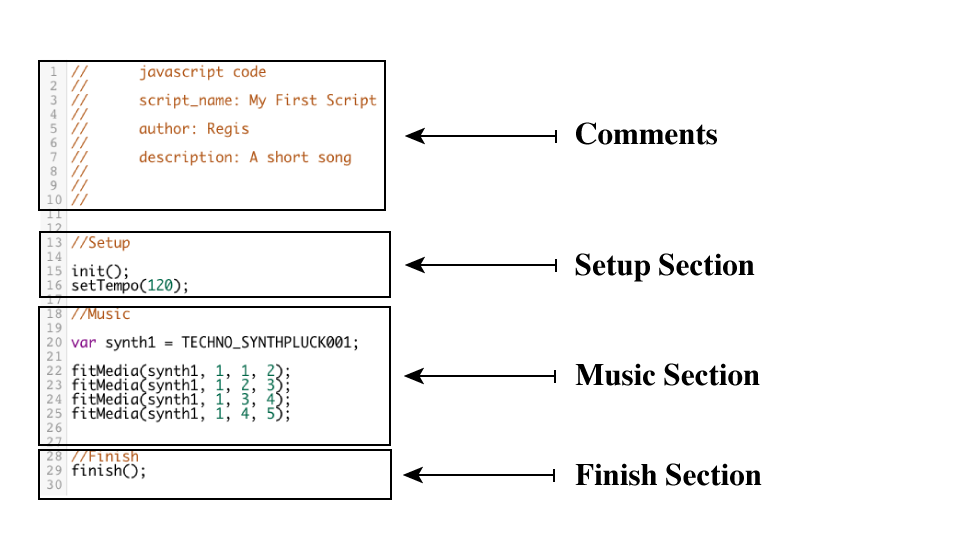 1 // javascript code
2 //
3 // script_name: My First Script
4 //
5 // author: Regis
6 //
7 // description: A short song
8 //
9 //
10 //
11
12
13 //Setup
14
15 init();
16 setTempo(120);
17
18 //Music
19
20 var synth1 = TECHNO_SYNTHPLUCK001;
21
22 fitMedia(synth1, 1, 1, 2);
23 fitMedia(synth1, 1, 2, 3);
24 fitMedia(synth1, 1, 3, 4);
25 fitMedia(synth1, 1, 4, 5);
26
27
28 //Finish
29 finish();
30
Comments
Setup Section
Music Section
Finish Section